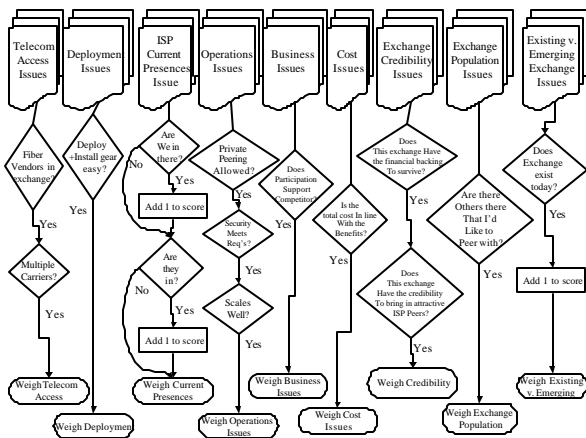 Telecom
Access
Issues
Deployment
Issues
ISP
Current
Presences
Issue
Operations
Issues
Business
Issues
Cost
Issues
Exchange
Credibility
Issues
Exchange
Population
Issues
Existing v.
Emerging
Exchange
Issues
Fiber
Vendors in
exchange?
Yes
Multiple
Carriers?
Yes
Weigh Telecom
Access
Deploy
+Install gear
easy?
Yes
Weigh Deployment
Are
We in
there?
No
Yes
Add 1 to score
Are
they
in?
No
Yes
Add 1 to score
Weigh Current
Presences
Private
Peering
Allowed?
Yes
Security
Meets
Req's?
Yes
Scales
Well?
Yes
Weigh Operations
Issues
Does
Participation
Support
Competitor?
Yes
Weigh Business
Issues
Is the
total cost In line
With the
Benefits?
Yes
Weigh Cost
Issues
Does
This exchange Have
the financial backing
To survive?
Yes
Does
This exchange
Have the credibility
To bring in attractive
ISP Peers?
Yes
Weigh Credibility
Are there
Others there
That I'd
Like to
Peer with?
Yes
Weigh Exchange
Population
Does
Exchange
exist
today?
Yes
Add 1 to score
Weigh Existing
v. Emerging